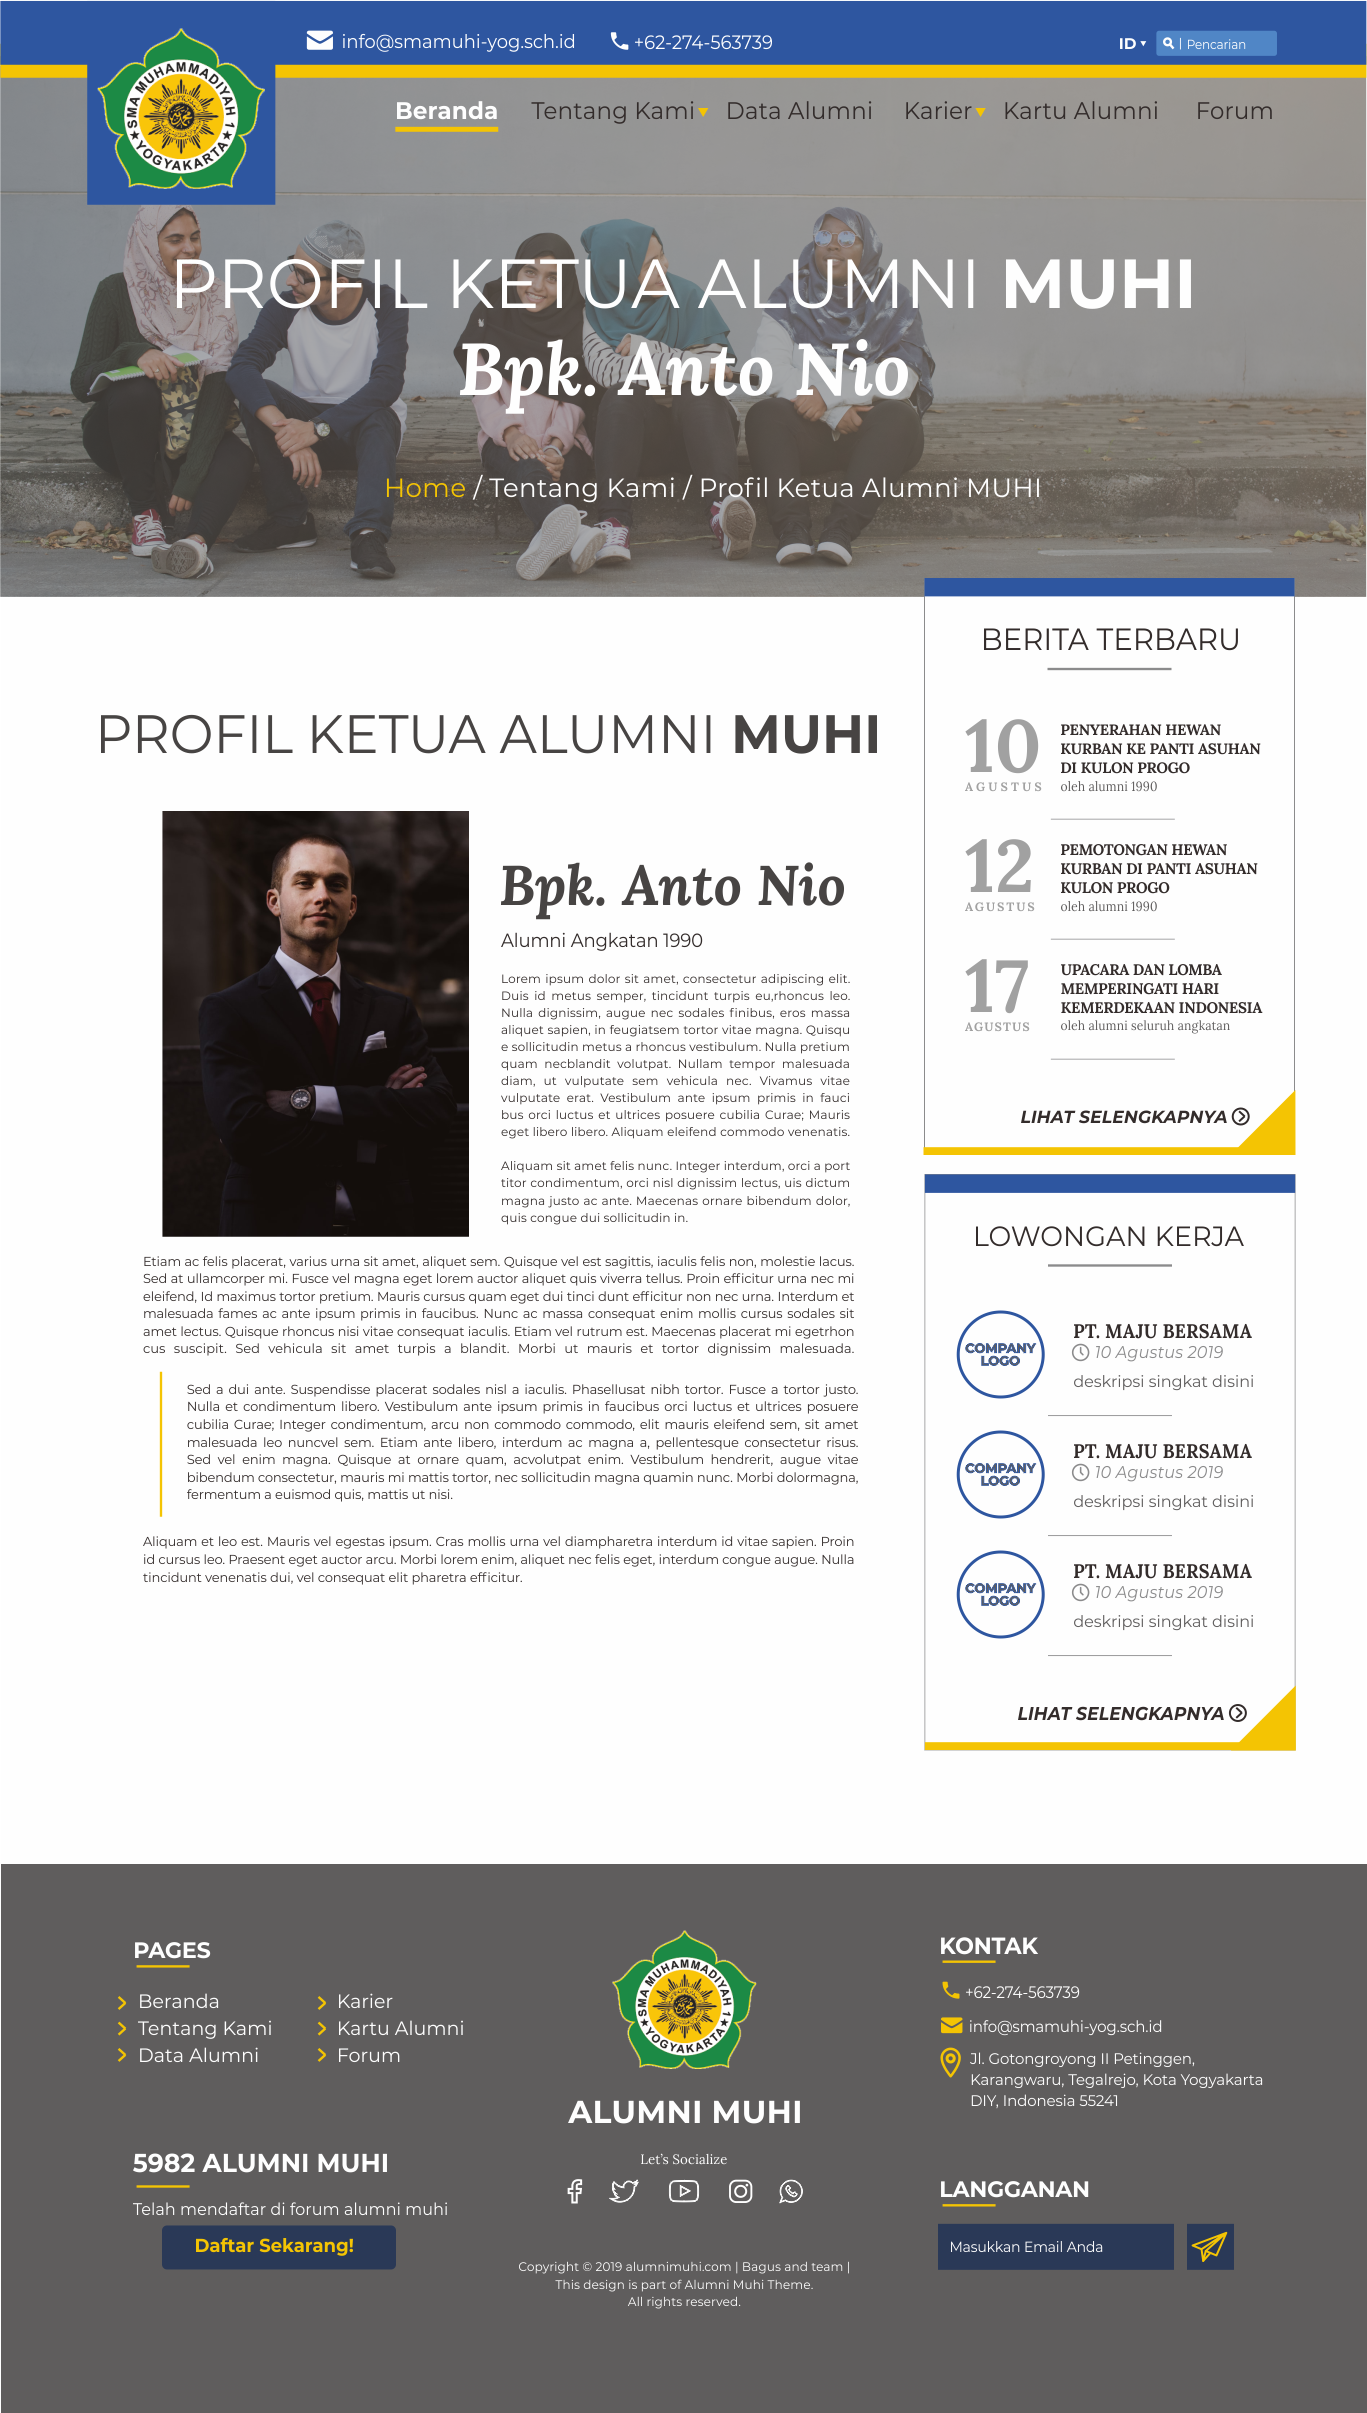 info@smamuhi-yog.sch.id
+62-274-563739
ID
Pencarian
SMA MUHAMMADIYAH 1
YOGYAKARTA
Beranda
Tentang Kami
Data Alumni
Karier
Kartu Alumni
Forum
PROFIL KETUA ALUMNI MUHI
Bpk. Anto Nio
Home / Tentang Kami / Profil Ketua Alumni MUHI
PROFIL KETUA ALUMNI MUHI
Bpk. Anto Nio
Alumni Angkatan 1990
Lorem ipsum dolor sit amet, consectetur adipiscing elit.
Duis id metus semper, tincidunt turpis eu,rhoncus leo.
Nulla dignissim, augue nec sodales finibus, eros massa
aliquet sapien, in feugiatsem tortor vitae magna. Quisqu
e sollicitudin metus a rhoncus vestibulum. Nulla pretium
quam necblandit volutpat. Nullam tempor malesuada
diam, ut vulputate sem vehicula nec. Vivamus vitae
vulputate erat. Vestibulum ante ipsum primis in fauci
bus orci luctus et ultrices posuere cubilia Curae; Mauris
eget libero libero. Aliquam eleifend commodo venenatis.
Aliquam sit amet felis nunc. Integer interdum, orci a port
titor condimentum, orci nisl dignissim lectus, uis dictum
magna justo ac ante. Maecenas ornare bibendum dolor,
quis congue dui sollicitudin in.
Etiam ac felis placerat, varius urna sit amet, aliquet sem. Quisque vel est sagittis, iaculis felis non, molestie lacus.
Sed at ullamcorper mi. Fusce vel magna eget lorem auctor aliquet quis viverra tellus. Proin efficitur urna nec mi
eleifend, Id maximus tortor pretium. Mauris cursus quam eget dui tinci dunt efficitur non nec urna. Interdum et
malesuada fames ac ante ipsum primis in faucibus. Nunc ac massa consequat enim mollis cursus sodales sit
amet lectus. Quisque rhoncus nisi vitae consequat iaculis. Etiam vel rutrum est. Maecenas placerat mi egetrhon
cus suscipit. Sed vehicula sit amet turpis a blandit. Morbi ut mauris et tortor dignissim malesuada.
Sed a dui ante. Suspendisse placerat sodales nisl a iaculis. Phasellusat nibh tortor. Fusce a tortor justo.
Nulla et condimentum libero. Vestibulum ante ipsum primis in faucibus orci luctus et ultrices posuere
cubilia Curae; Integer condimentum, arcu non commodo commodo, elit mauris eleifend sem, sit amet
malesuada leo nuncvel sem. Etiam ante libero, interdum ac magna a, pellentesque consectetur risus.
Sed vel enim magna. Quisque at ornare quam, acvolutpat enim. Vestibulum hendrerit, augue vitae
bibendum consectetur, mauris mi mattis tortor, nec sollicitudin magna quamin nunc. Morbi dolormagna,
fermentum a euismod quis, mattis ut nisi.
Aliquam et leo est. Mauris vel egestas ipsum. Cras mollis urna vel diampharetra interdum id vitae sapien. Proin
id cursus leo. Praesent eget auctor arcu. Morbi lorem enim, aliquet nec felis eget, interdum congue augue. Nulla
tincidunt venenatis dui, vel consequat elit pharetra efficitur.
BERITA TERBARU
10
AGUSTUS
PENYERAHAN HEWAN
KURBAN KE PANTI ASUHAN
DI KULON PROGO
oleh alumni 1990
12
AGUSTUS
PEMOTONGAN HEWAN
KURBAN DI PANTI ASUHAN
KULON PROGO
oleh alumni 1990
17
AGUSTUS
UPACARA DAN LOMBA
MEMPERINGATI HARI
KEMERDEKAAN INDONESIA
oleh alumni seluruh angkatan
LIHAT SELENGKAPNYA
LOWONGAN KERJA
COMPANY
LOGO
PT. MAJU BERSAMA
10 Agustus 2019
deskripsi singkat disini
COMPANY
LOGO
PT. MAJU BERSAMA
10 Agustus 2019
deskripsi singkat disini
COMPANY
LOGO
PT. MAJU BERSAMA
10 Agustus 2019
deskripsi singkat disini
LIHAT SELENGKAPNYA
PAGES
Beranda
Tentang Kami
Data Alumni
Karier
Kartu Alumni
Forum
5982 ALUMNI MUHI
Telah mendaftar di forum alumni muhi
Daftar Sekarang!
SMA MUHAMMADIYAH 1
YOGYAKARTA
ALUMNI MUHI
Let's Socialize
Copyright © 2019 alumnimuhi.com | Bagus and team |
This design is part of Alumni Muhi Theme.
All rights reserved.
KONTAK
+62-274-563739
info@smamuhi-yog.sch.id
Jl. Gotongroyong II Petinggen,
Karangwaru, Tegalrejo, Kota Yogyakarta
DIY, Indonesia 55241
LANGGANAN
Masukkan Email Anda